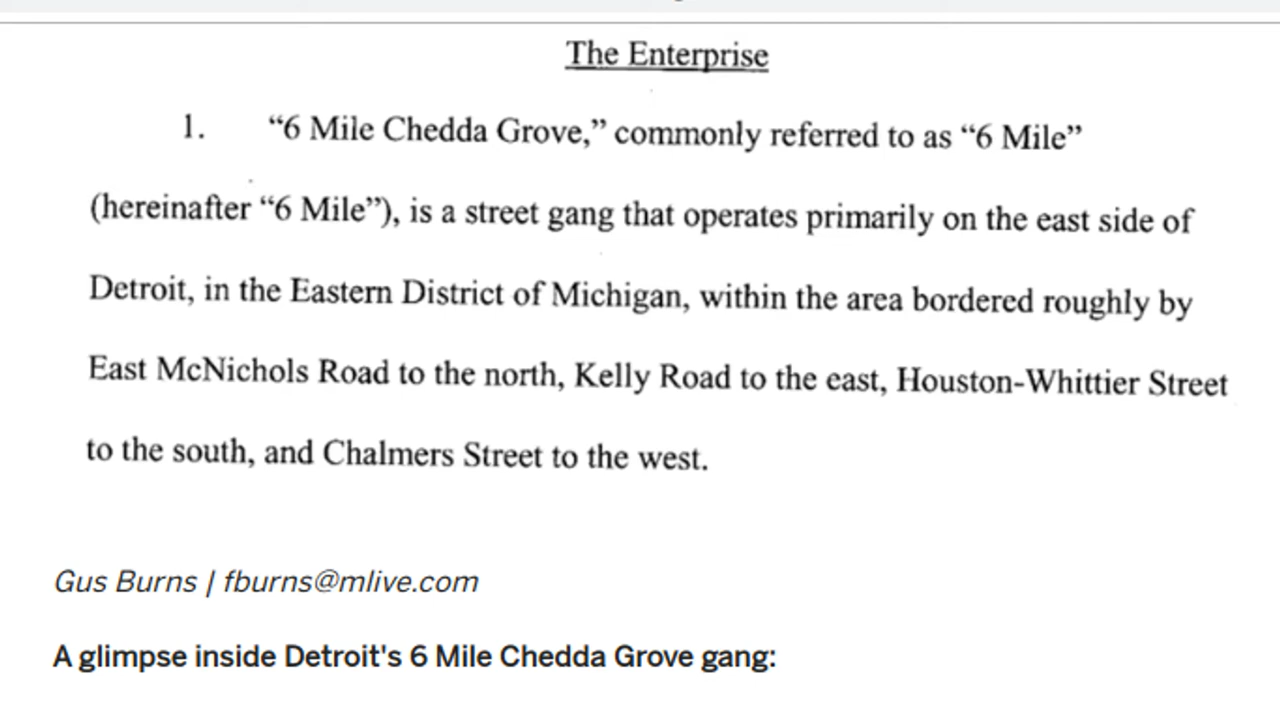 The Enterprise
1. “6 Mile Chedda Grove,” commonly referred to as “6 Mile”
(hereinafter “6 Mile”), is a street gang that operates primarily on the east side of
Detroit, in the Eastern District of Michigan, within the area bordered roughly by
East McNichols Road to the north, Kelly Road to the east, Houston-Whittier Street
to the south, and Chalmers Street to the west.
Gus Burns | fburns@mlive.com
A glimpse inside Detroit's 6 Mile Chedda Grove gang: